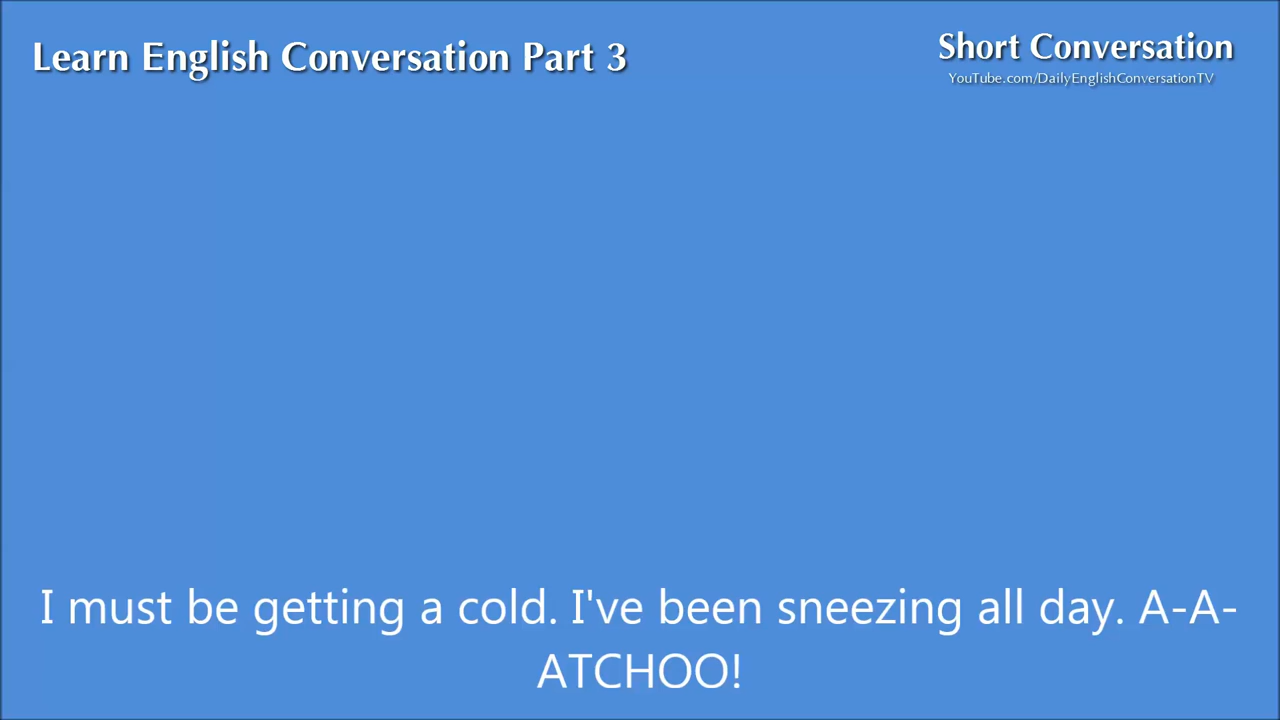 Learn English Conversation Part 3
Short Conversation
YouTube.com/DailyEnglishConversationTV
I must be getting a cold. I've been sneezing all day. A-A-
ATCHOO!